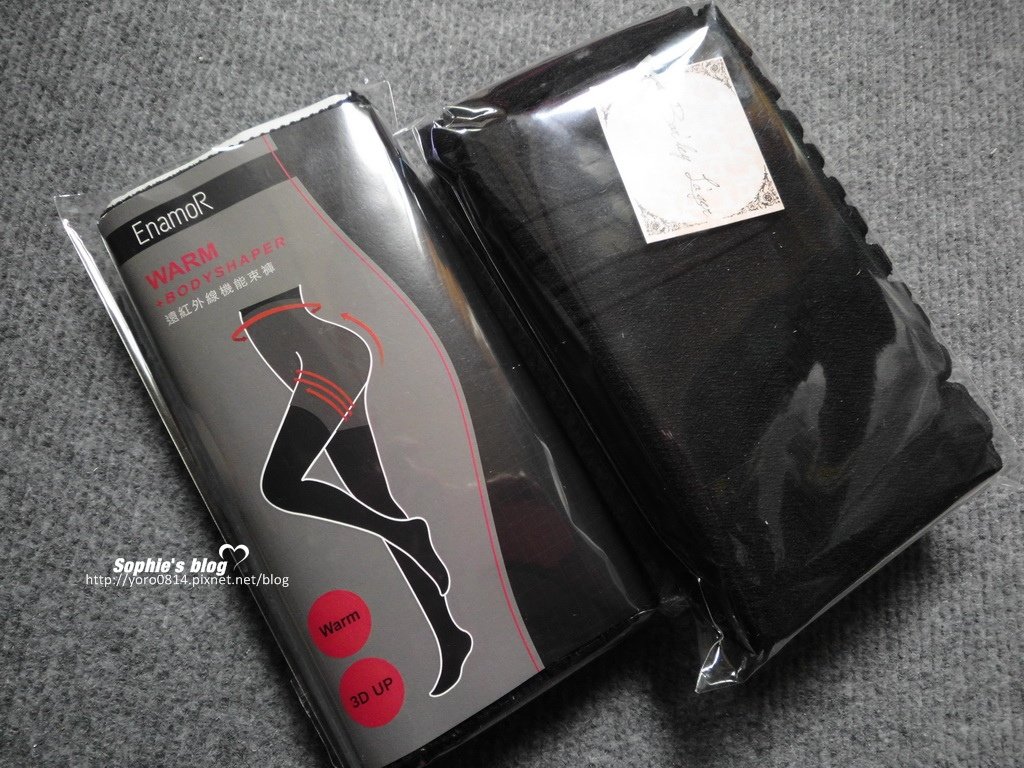 EnamoR
WARM
+BODYSHAPER
遠紅外線機能束褲
Warm
3D UP
Sophie's blog
http://yoro0814.pixnet.net/blog